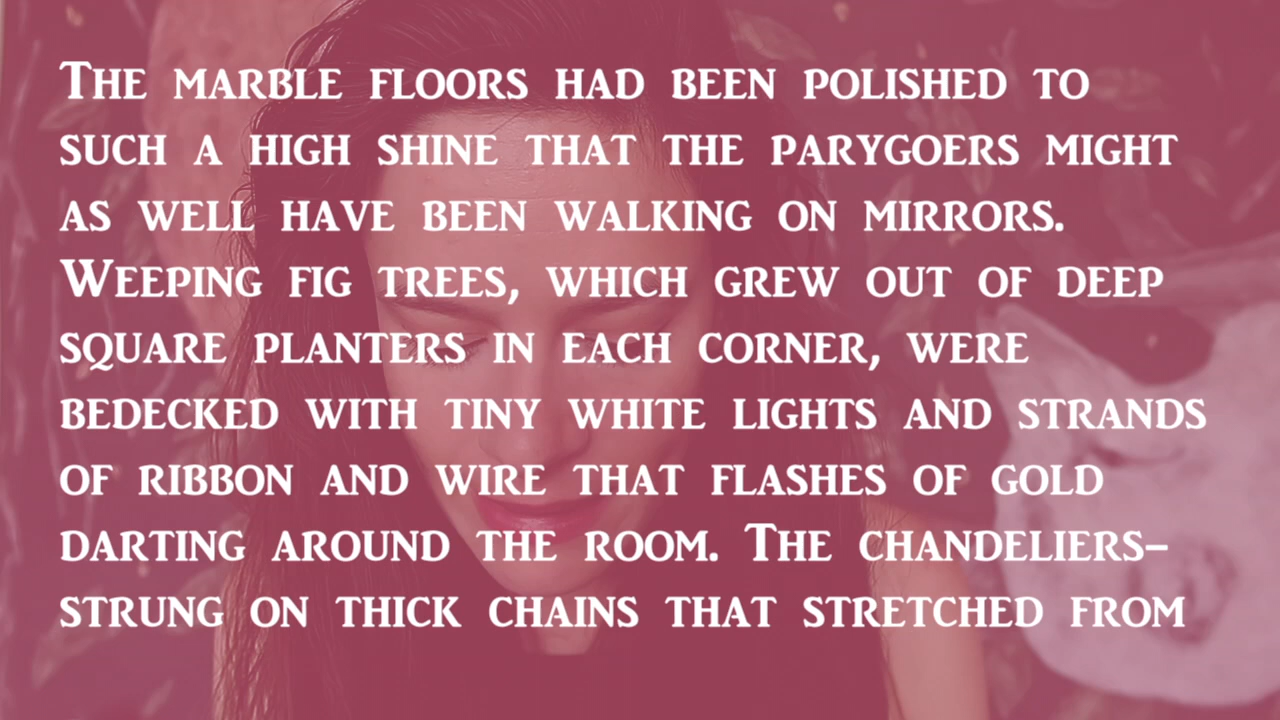 The marble floors had been polished to
such a high shine that the parygoers might
as well have been walking on mirrors.
Weeping fig trees, which grew out of deep
square planters in each corner, were
bedecked with tiny white lights and strands
of ribbon and wire that flashes of gold
darting around the room. The chandeliers–
strung on thick chains that stretched from